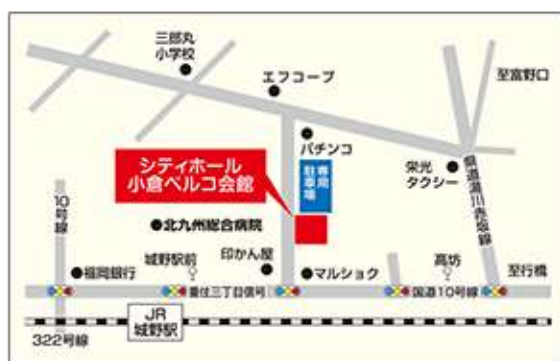 三郎丸
小学校
エフコープ
至富野口
パチンコ
シティホール
小倉ベルコ会館
専用
駐車場
栄光
タクシー
県道湯川赤坂線
10号線
●北九州総合病院
城野駅前
印かん屋
高坊
福岡銀行
マルショク
至行橋
重住三丁目信号
国道10号線
JR
城野駅
322号線